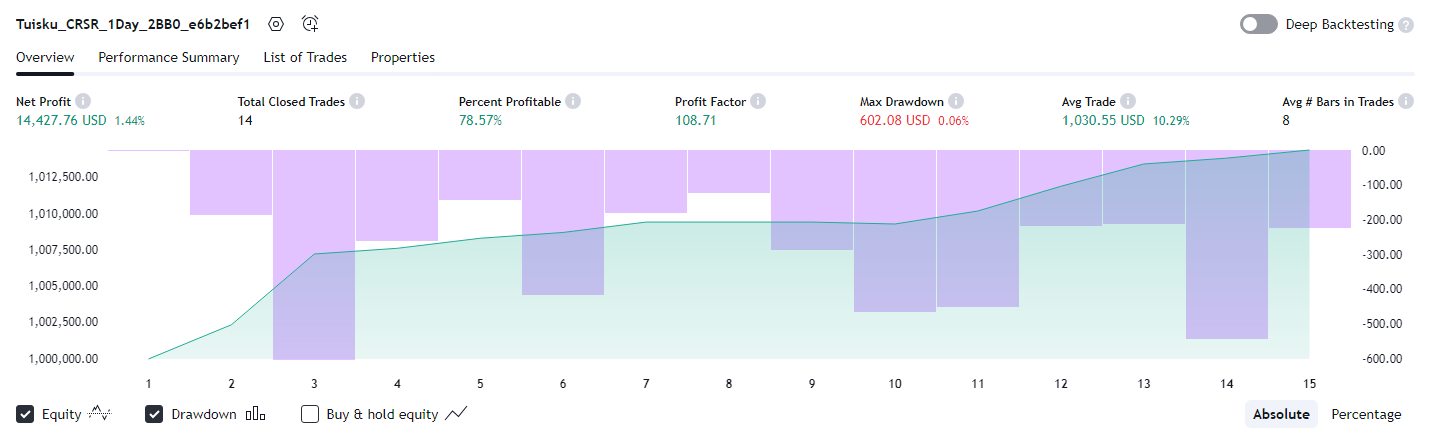 Tuisku_CRSR_1Day_2BB0_e6b2bef1
Deep Backtesting ?
Overview Performance Summary List of Trades Properties
Net Profit Total Closed Trades Percent Profitable Profit Factor Max Drawdown Avg Trade Avg # Bars in Trades
14,427.76 USD 1.44% 14 78.57% 108.71 602.08 USD 0.06% 1,030.55 USD 10.29% 8
0.00
1,012,500.00 -100.00
1,010,000.00 -200.00
1,007,500.00 -300.00
1,005,000.00 -400.00
1,002,500.00 -500.00
1,000,000.00 -600.00
1 2 3 4 5 6 7 8 9 10 11 12 13 14 15
Equity Drawdown Buy & hold equity Absolute Percentage